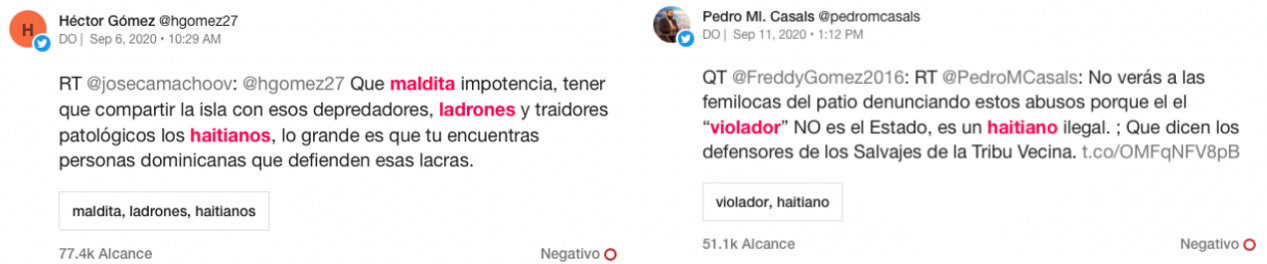 H
Héctor Gómez @hgomez27
DO | Sep 6, 2020 • 10:29 AM
RT @josecamachoov: @hgomez27 Que maldita impotencia, tener
que compartir la isla con esos depredadores, ladrones y traidores
patológicos los haitianos, lo grande es que tu encuentras
personas dominicanas que defienden esas lacras.
maldita, ladrones, haitianos
77.4k Alcance
Negativo
Pedro Ml. Casals @pedromcasals
DO | Sep 11, 2020 • 1:12 PM
QT @FreddyGomez2016: RT @PedroMCasals: No verás a las
femilocas del patio denunciando estos abusos porque el el
“violador” NO es el Estado, es un haitiano ilegal. ; Que dicen los
defensores de los Salvajes de la Tribu Vecina. t.co/OMFqNFV8pB
violador, haitiano
51.1k Alcance
Negativo